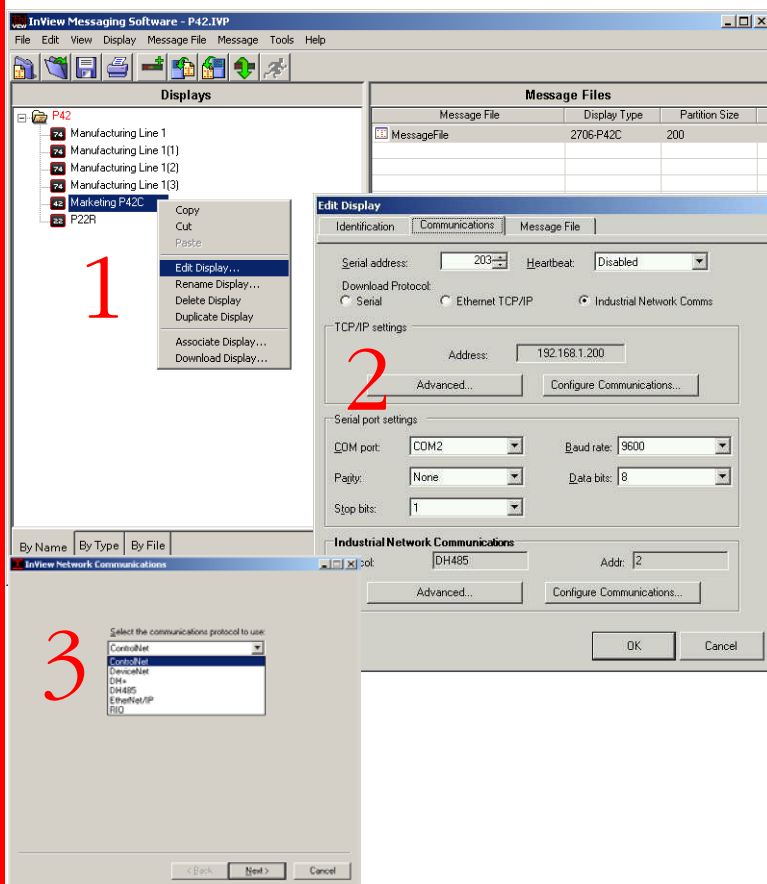 InView Messaging Software - P42.IVP
File Edit View Display Message File Message Tools Help
Displays
P42
74 Manufacturing Line 1
74 Manufacturing Line 1(1)
74 Manufacturing Line 1(2)
74 Manufacturing Line 1(3)
42 Marketing P42C
22 P22R
By Name By Type By File
Message Files
Message File Display Type Partition Size
MessageFile 2706-P42C 200
1
Copy
Cut
Paste
Edit Display...
Rename Display...
Delete Display
Duplicate Display
Associate Display...
Download Display...
Edit Display
Identification Communications Message File
Serial address: 203 Heartbeat: Disabled
Download Protocol:
Serial Ethernet TCP/IP Industrial Network Comms
TCP/IP settings
2
Address: 192.168.1.200
Advanced... Configure Communications...
Serial port settings
COM port: COM2 Baud rate: 9600
Parity: None Data bits: 8
Stop bits: 1
Industrial Network Communications
col: DH485 Addr: 2
Advanced... Configure Communications...
OK Cancel
InView Network Communications
3
Select the communications protocol to use:
ControlNet
ControlNet
DeviceNet
DH+
DH485
EtherNet/IP
RIO
< Back Next > Cancel